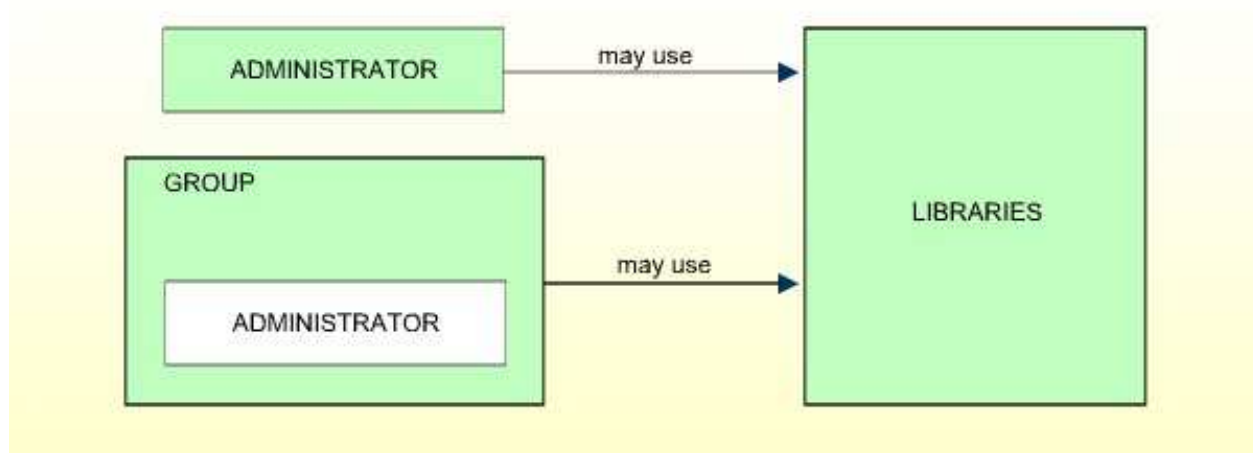 ADMINISTRATOR
may use
GROUP
LIBRARIES
may use
ADMINISTRATOR